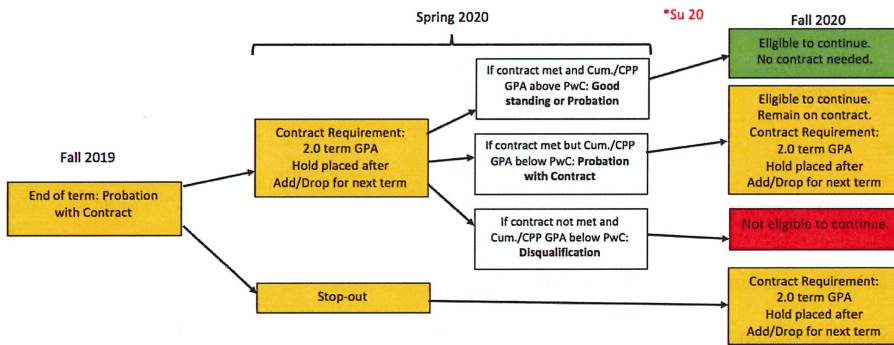 Spring 2020
*Su 20
Fall 2020
Eligible to continue.
No contract needed.
If contract met and Cum./CPP
GPA above PwC: Good
standing or Probation
Eligible to continue.
Remain on contract.
Contract Requirement:
2.0 term GPA
Hold placed after
Add/Drop for next term
Contract Requirement:
2.0 term GPA
Hold placed after
Add/Drop for next term
If contract met but Cum./CPP
GPA below PwC: Probation
with Contract
Fall 2019
End of term: Probation
with Contract
If contract not met and
Cum./CPP GPA below PwC:
Disqualification
Not eligible to continue.
Stop-out
Contract Requirement:
2.0 term GPA
Hold placed after
Add/Drop for next term